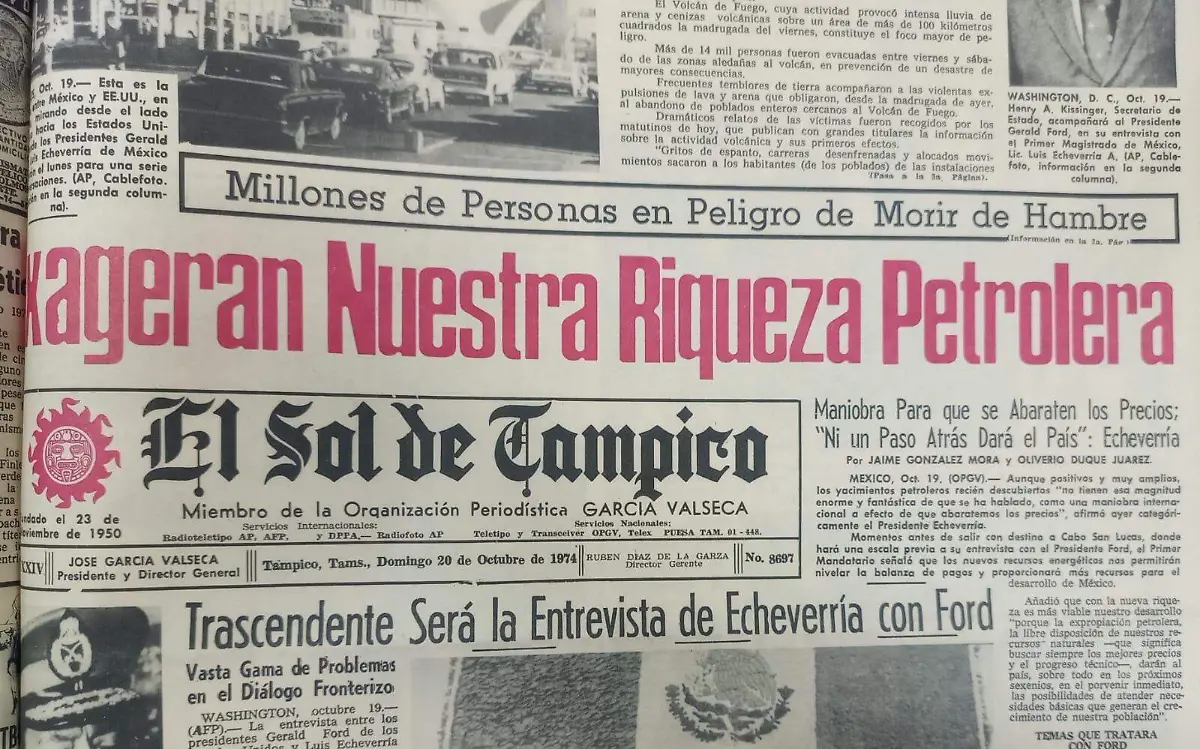 Oct. 19.— Esta es la
México y EE.UU., en
mirando desde el lado
hacia los Estados Uni-
los Presidentes Gerald
Echeverría de México
el lunes para una serie
(AP, Cablefoto.
en la segunda colum-
na).
El Volcán de Fuego, cuya actividad provocó intensa lluvia de
arena y cenizas volcánicas sobre un área de más de 100 kilómetros
cuadrados la madrugada del viernes, constituye el foco mayor de pe-
ligro.
Más de 14 mil personas fueron evacuadas entre viernes y sába-
do de las zonas aledañas al volcán, en prevención de un desastre de
mayores consecuencias.
Frecuentes temblores de tierra acompañaron a las violentas ex-
pulsiones de lava y arena que obligaron, desde la madrugada de ayer,
al abandono de poblados enteros cercanos al Volcán de Fuego.
Dramáticos relatos de las víctimas fueron recogidos por los
matutinos de hoy, que publican con grandes titulares la información
sobre la actividad volcánica y sus primeros efectos.
"Gritos de espanto, carreras desenfrenadas y alocados movi-
mientos sacaron a los habitantes (de los poblados) de las instalaciones
(Pasa a la 3a. Página).
WASHINGTON, D. C., Oct. 19.—
Henry A. Kissinger, Secretario de
Estado, acompañará al Presidente
Gerald Ford, en su entrevista con
el Primer Magistrado de México,
Lic. Luis Echeverría A. (AP, Cable-
foto, información en la segunda
columna).
Millones de Personas en Peligro de Morir de Hambre
(Información en la 3a. Pág.)
xageran Nuestra Riqueza Petrolera
El Sol de Tampico
Miembro de la Organización Periodística GARCIA VALSECA
Fundado el 23 de
noviembre de 1950
Servicios Internacionales:
Radioteletipo AP, AFP, y DPPA,— Radiofoto AP
Servicios Nacionales:
Teletipo y Transceiver OPGV, Telex PUESA TAM. 01-448.
XXIV
JOSE GARCIA VALSECA
Presidente y Director General
Tampico, Tams., Domingo 20 de Octubre de 1974
RUBEN DIAZ DE LA GARZA
Director Gerente
No. 8697
Maniobra Para que se Abaraten los Precios;
"Ni un Paso Atrás Dará el País": Echeverría
Por JAIME GONZALEZ MORA y OLIVERIO DUQUE JUAREZ.
MEXICO, Oct. 19. (OPGV).— Aunque positivos y muy amplios,
los yacimientos petroleros recién descubiertos "no tienen esa magnitud
enorme y fantástica de que se ha hablado, como una maniobra interna-
cional a efecto de que abaratemos los precios", afirmó ayer categóri-
camente el Presidente Echeverría.
Momentos antes de salir con destino a Cabo San Lucas, donde
hará una escala previa a su entrevista con el Presidente Ford, el Primer
Mandatario señaló que los nuevos recursos energéticos nos permitirán
nivelar la balanza de pagos y proporcionará más recursos para el
desarrollo de México.
Añadió que con la nueva rique-
za es más viable nuestro desarrollo
"porque la expropiación petrolera,
la libre disposición de nuestros re-
cursos naturales —que significa
buscar siempre los mejores precios
y el progreso técnico—, darán al
país, sobre todo en los próximos
sexenios, en el porvenir inmediato,
las posibilidades de atender nece-
sidades básicas que generan el cre-
cimiento de nuestra población".
TEMAS QUE TRATARA
CON FORD
Trascendente Será la Entrevista de Echeverría con Ford
Vasta Gama de Problemas
en el Diálogo Fronterizo
WASHINGTON, octubre 19.—
(AFP).— La entrevista entre los
presidentes Gerald Ford de los
Unidos y Luis Echeverría